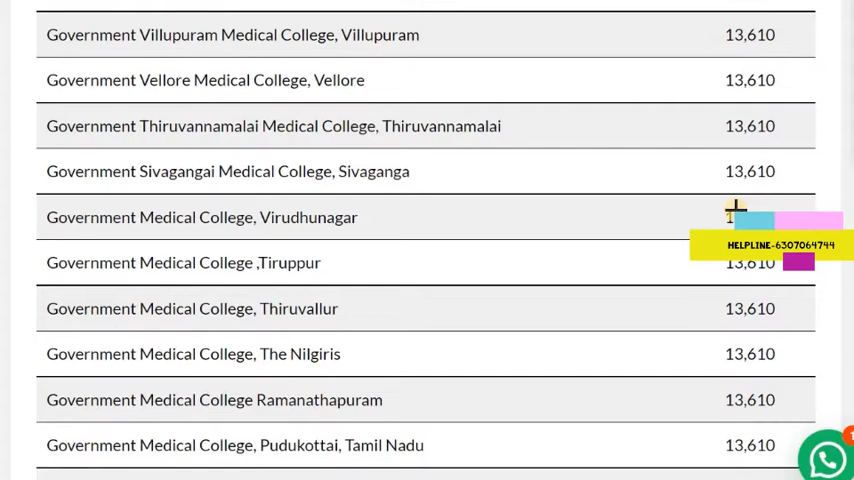 Government Villupuram Medical College, Villupuram 13,610
Government Vellore Medical College, Vellore 13,610
Government Thiruvannamalai Medical College, Thiruvannamalai 13,610
Government Sivagangai Medical College, Sivaganga 13,610
Government Medical College, Virudhunagar
HELPLINE-6307064744
Government Medical College ,Tiruppur 13,610
Government Medical College, Thiruvallur 13,610
Government Medical College, The Nilgiris 13,610
Government Medical College Ramanathapuram 13,610
Government Medical College, Pudukottai, Tamil Nadu 13,610